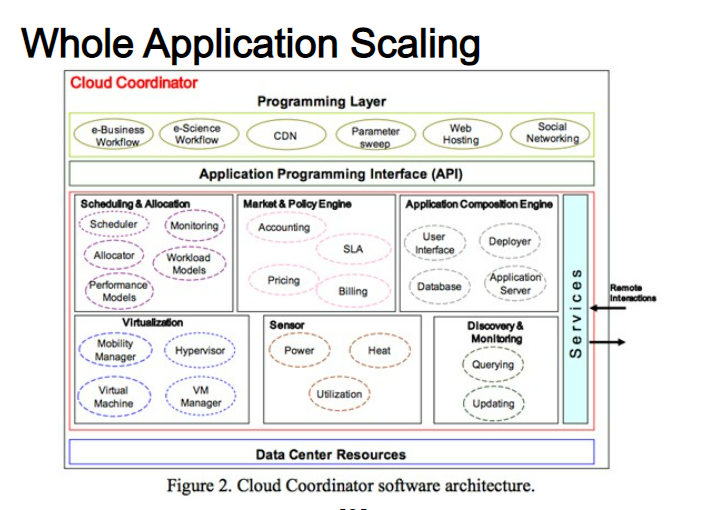 Whole Application Scaling
Cloud Coordinator
Programming Layer
e-Business
Workflow
e-Science
Workflow
CDN
Parameter
sweep
Web
Hosting
Social
Networking
Application Programming Interface (API)
Scheduling & Allocation
Scheduler
Monitoring
Allocator
Workload
Models
Performance
Models
Market & Policy Engine
Accounting
SLA
Pricing
Billing
Application Composition Engine
User
Interface
Deployer
Database
Application
Server
Virtualization
Mobility
Manager
Hypervisor
Virtual
Machine
VM
Manager
Sensor
Power
Heat
Utilization
Discovery &
Monitoring
Querying
Updating
Services
Remote
Interactions
Data Center Resources
Figure 2. Cloud Coordinator software architecture.